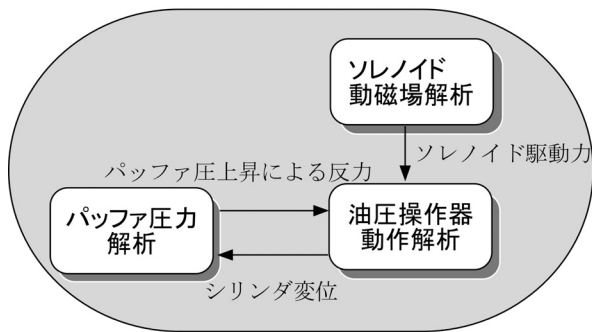 ソレノイド
動磁場解析
ソレノイド駆動力
パッファ圧上昇による反力
パッファ圧力
解析
油圧操作器
動作解析
シリンダ変位